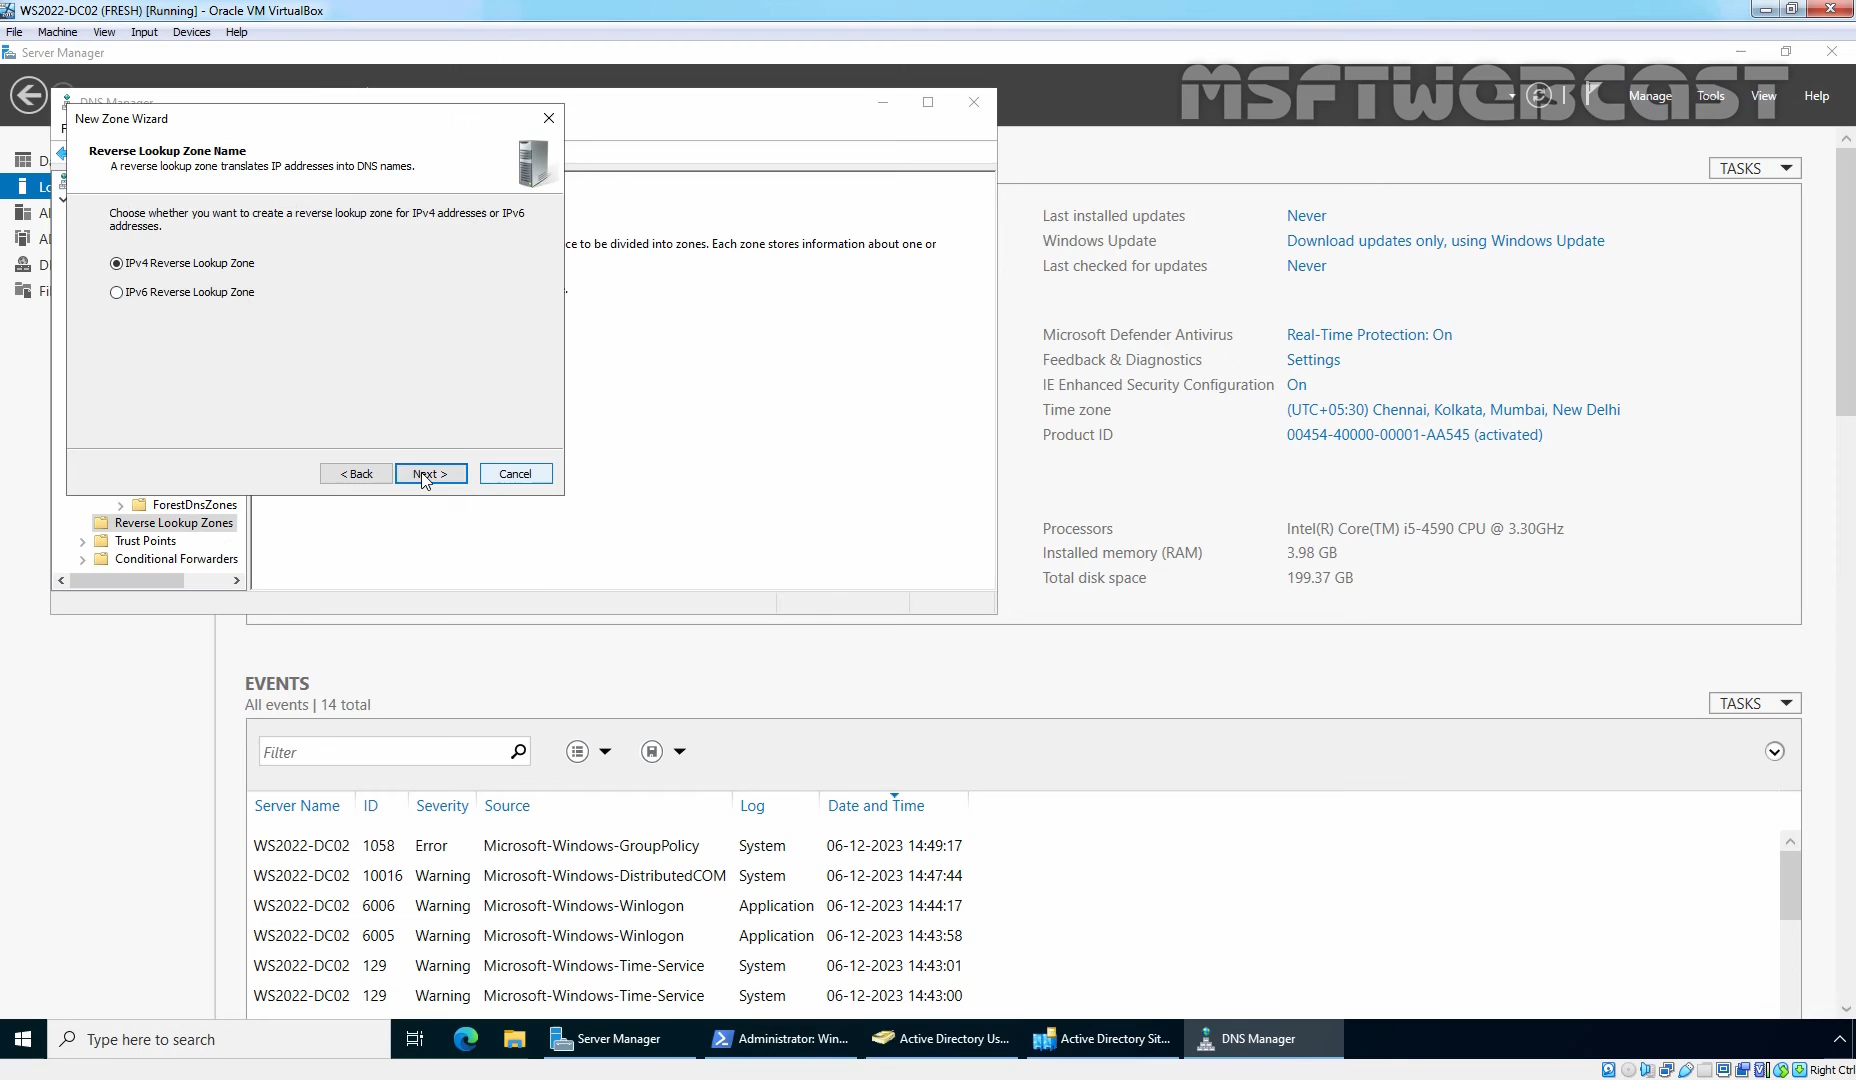 WS2022-DC02 (FRESH) [Running] - Oracle VM VirtualBox
File Machine View Input Devices Help
Server Manager
MSFTWEBCAST
Manage Tools View Help
DNS Manager
New Zone Wizard
Reverse Lookup Zone Name
A reverse lookup zone translates IP addresses into DNS names.
Choose whether you want to create a reverse lookup zone for IPv4 addresses or IPv6
addresses.
IPv4 Reverse Lookup Zone
IPv6 Reverse Lookup Zone
< Back Next > Cancel
ce to be divided into zones. Each zone stores information about one or
ForestDnsZones
Reverse Lookup Zones
Trust Points
Conditional Forwarders
TASKS
Last installed updates Never
Windows Update Download updates only, using Windows Update
Last checked for updates Never
Microsoft Defender Antivirus Real-Time Protection: On
Feedback & Diagnostics Settings
IE Enhanced Security Configuration On
Time zone (UTC+05:30) Chennai, Kolkata, Mumbai, New Delhi
Product ID 00454-40000-00001-AA545 (activated)
Processors Intel(R) Core(TM) i5-4590 CPU @ 3.30GHz
Installed memory (RAM) 3.98 GB
Total disk space 199.37 GB
EVENTS
All events | 14 total
TASKS
Filter
Server Name ID Severity Source Log Date and Time
WS2022-DC02 1058 Error Microsoft-Windows-GroupPolicy System 06-12-2023 14:49:17
WS2022-DC02 10016 Warning Microsoft-Windows-DistributedCOM System 06-12-2023 14:47:44
WS2022-DC02 6006 Warning Microsoft-Windows-Winlogon Application 06-12-2023 14:44:17
WS2022-DC02 6005 Warning Microsoft-Windows-Winlogon Application 06-12-2023 14:43:58
WS2022-DC02 129 Warning Microsoft-Windows-Time-Service System 06-12-2023 14:43:01
WS2022-DC02 129 Warning Microsoft-Windows-Time-Service System 06-12-2023 14:43:00
Type here to search
Server Manager
Administrator: Win...
Active Directory Us...
Active Directory Sit...
DNS Manager
Right Ctrl